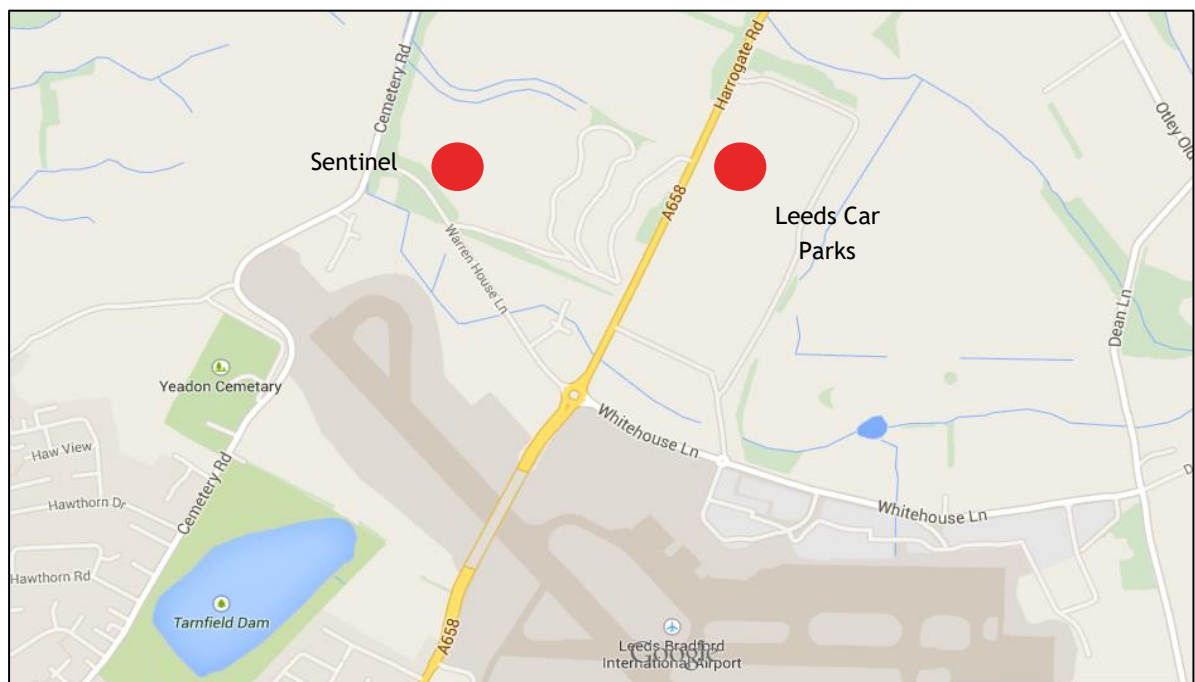 Cemetery Rd
Harrogate Rd
Otley Old
Sentinel
A658
Leeds Car
Parks
Warren House Ln
Dean Ln
Yeadon Cemetary
Whitehouse Ln
Haw View
Cemetery Rd
Hawthorn Dr
Whitehouse Ln
D
Hawthorn Rd
Tarnfield Dam
A658
Leeds Bradford
International Airport
Google